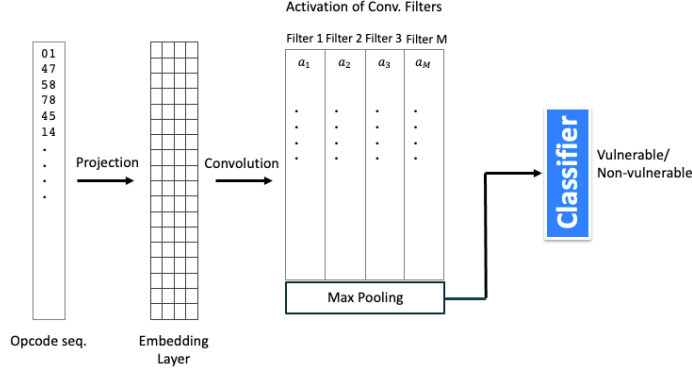 Activation of Conv. Filters
Filter 1 Filter 2 Filter 3 Filter M
a₁ a₂ a₃ a_M
01
47
58
78
45
14
.
.
.
.
Projection
Convolution
Max Pooling
Classifier
Vulnerable/
Non-vulnerable
Opcode seq.
Embedding
Layer